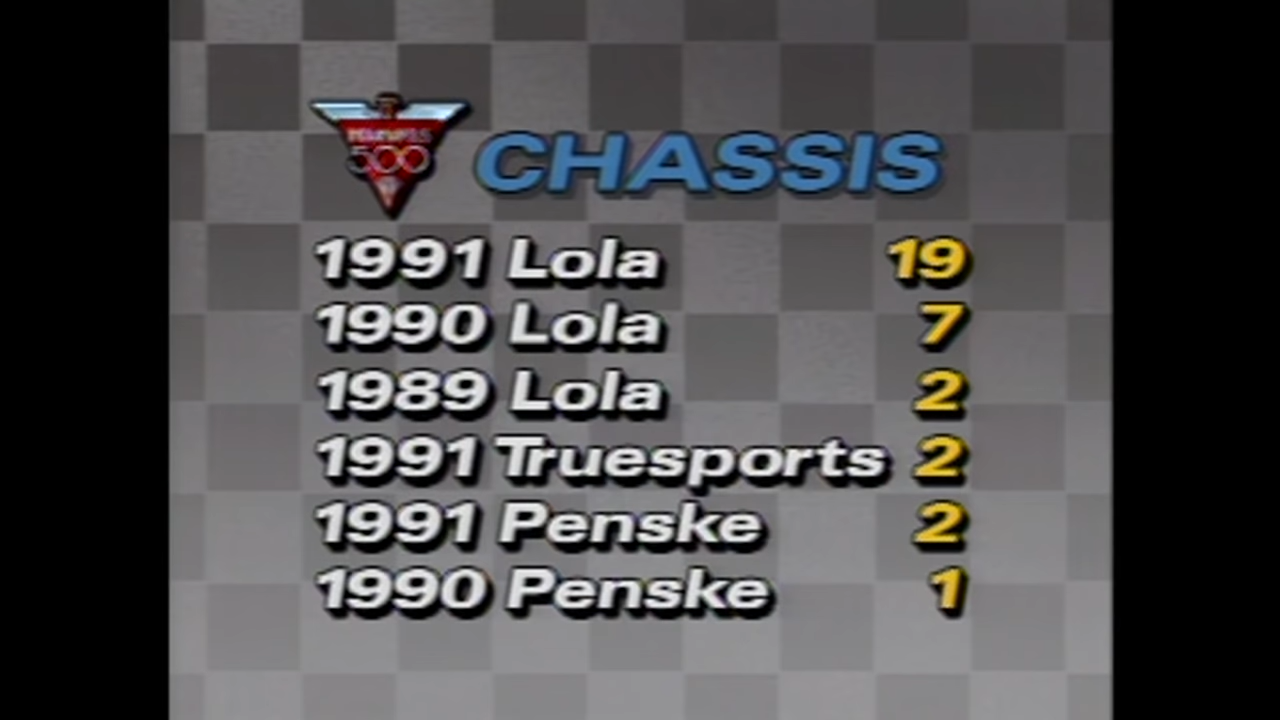 500
CHASSIS
1991 Lola 19
1990 Lola 7
1989 Lola 2
1991 Truesports 2
1991 Penske 2
1990 Penske 1